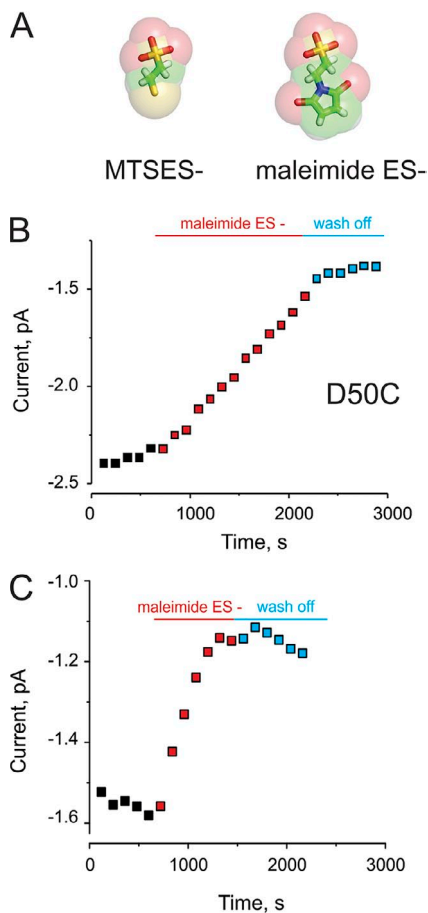 A
MTSES-
maleimide ES-
B
maleimide ES -
wash off
Current, pA
-1.5
-2.0
-2.5
D50C
0
1000
2000
3000
Time, s
C
maleimide ES -
wash off
Current, pA
-1.0
-1.2
-1.4
-1.6
0
1000
2000
3000
Time, s